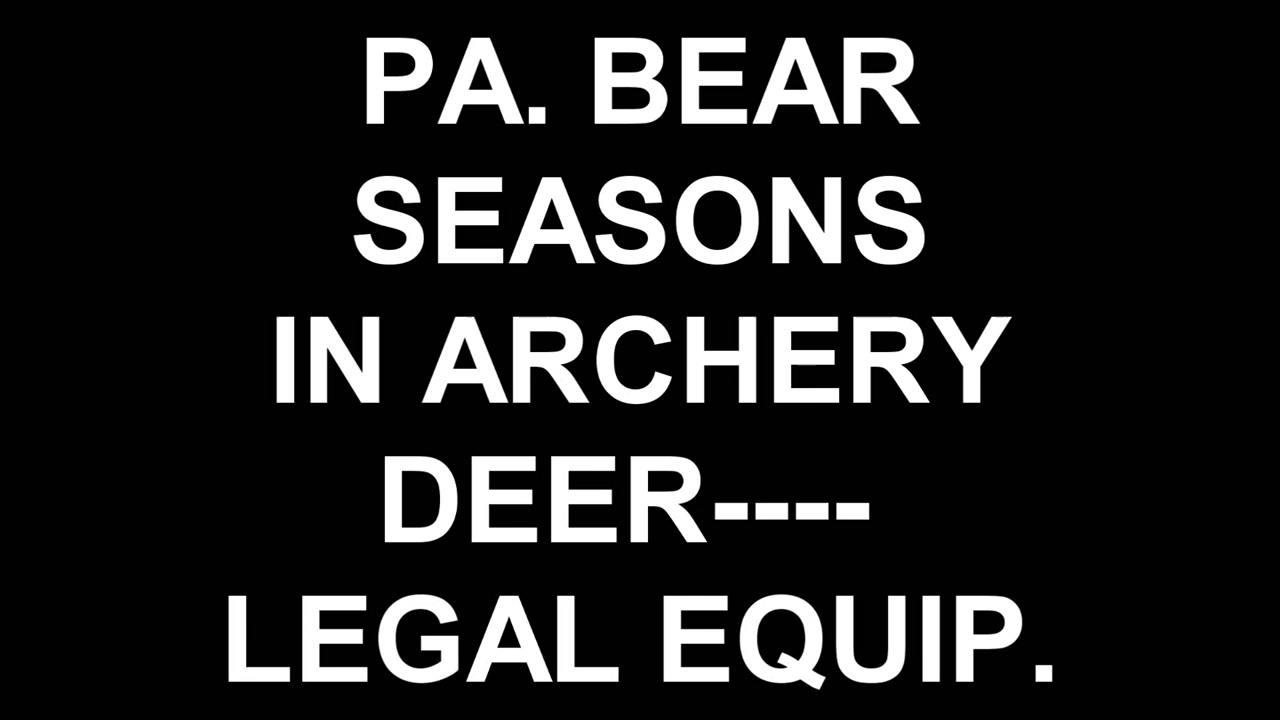 PA. BEAR
SEASONS
IN ARCHERY
DEER----
LEGAL EQUIP.